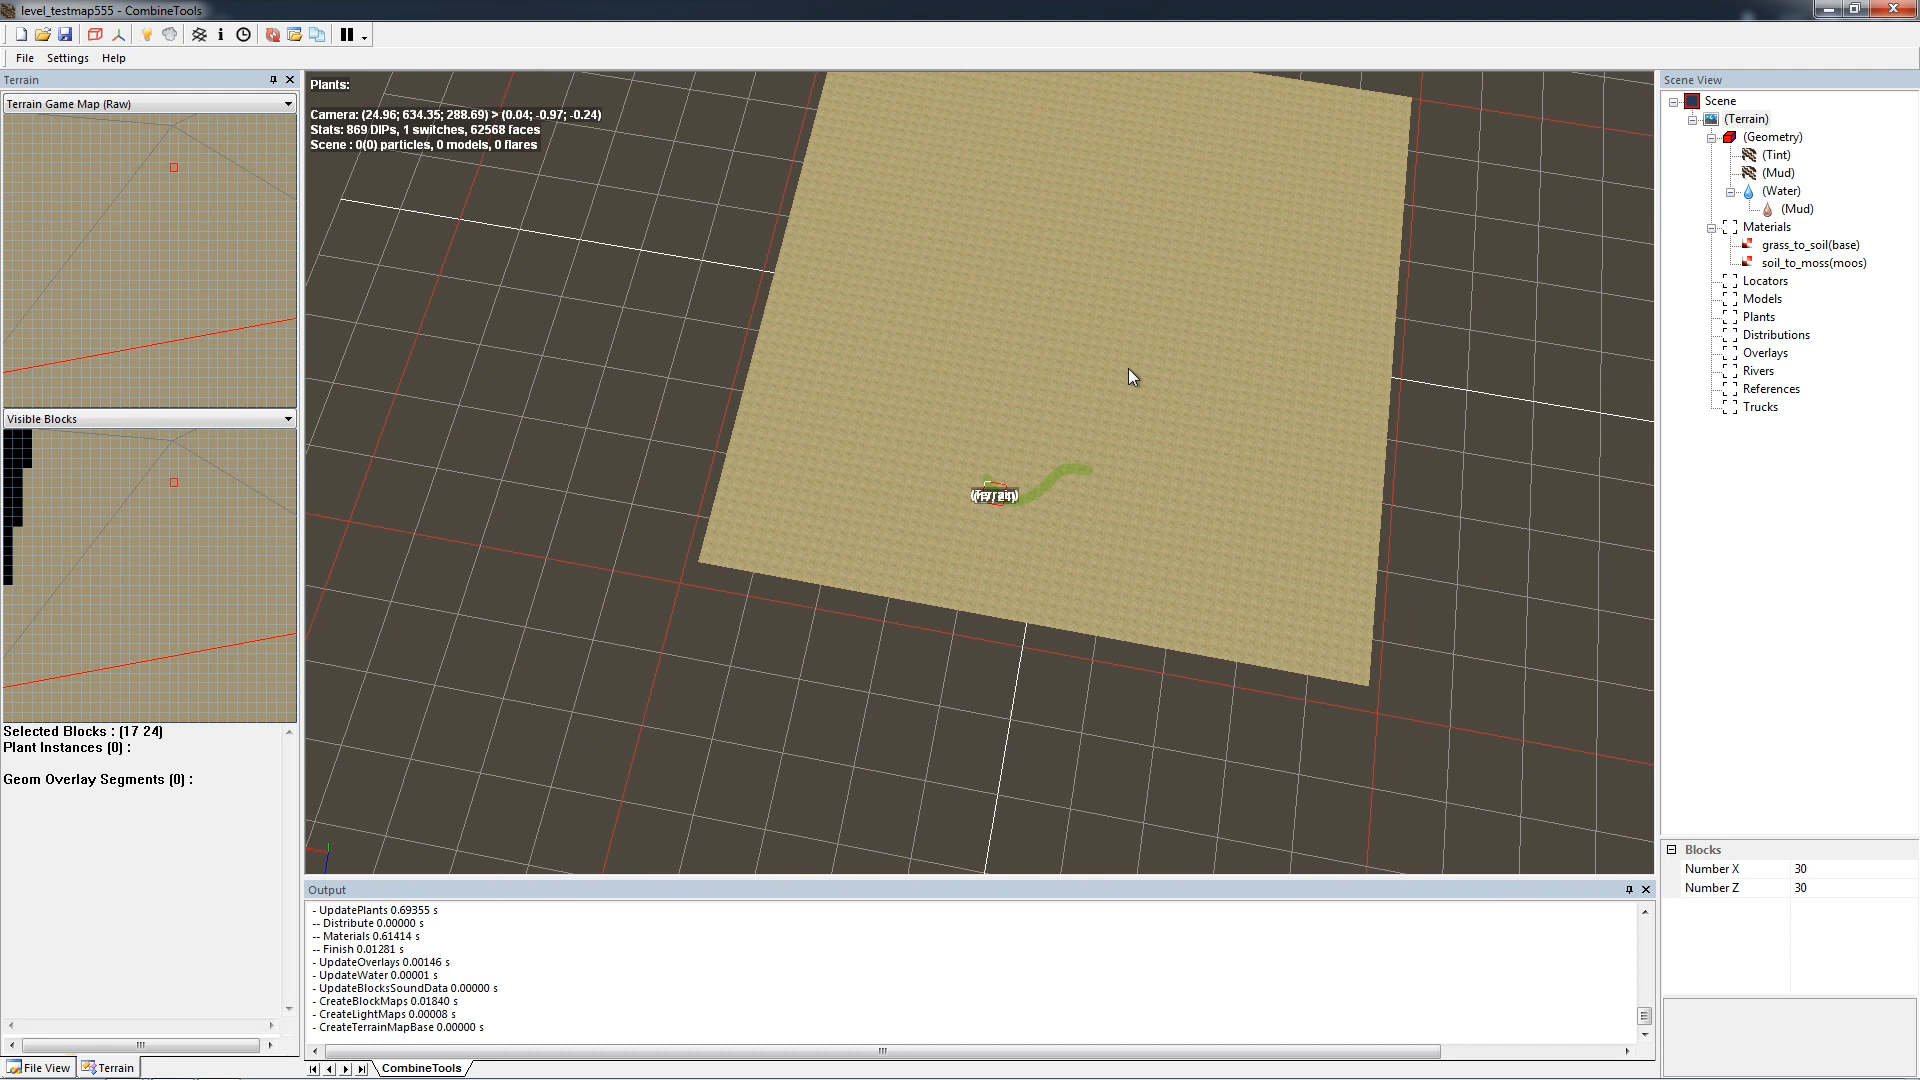 level_testmap555 - CombineTools
File Settings Help
Terrain
Terrain Game Map (Raw)
Visible Blocks
Selected Blocks : (17 24)
Plant Instances (0) :
Geom Overlay Segments (0) :
File View
Terrain
Plants:
Camera: (24.96; 634.35; 288.69) > (0.04; -0.97; -0.24)
Stats: 869 DIPs, 1 switches, 62568 faces
Scene : 0(0) particles, 0 models, 0 flares
(Terrain)
Output
- UpdatePlants 0.69355 s
-- Distribute 0.00000 s
-- Materials 0.61414 s
-- Finish 0.01281 s
- UpdateOverlays 0.00146 s
- UpdateWater 0.00001 s
- UpdateBlocksSoundData 0.00000 s
- CreateBlockMaps 0.01840 s
- CreateLightMaps 0.00008 s
- CreateTerrainMapBase 0.00000 s
CombineTools
Scene View
Scene
(Terrain)
(Geometry)
(Tint)
(Mud)
(Water)
(Mud)
Materials
grass_to_soil(base)
soil_to_moss(moos)
Locators
Models
Plants
Distributions
Overlays
Rivers
References
Trucks
Blocks
Number X 30
Number Z 30